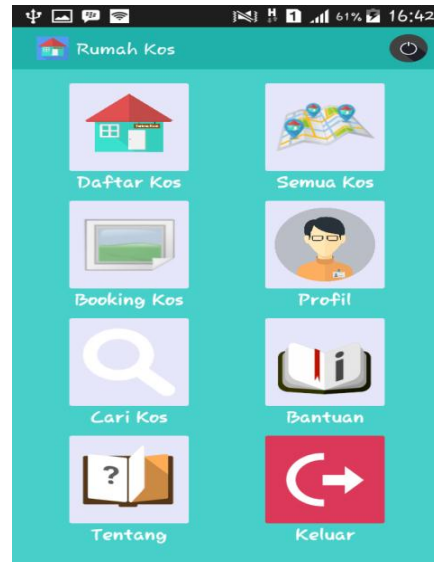 61% 16:42
Rumah Kos
Daftar Kos
Semua Kos
Booking Kos
Profil
Cari Kos
Bantuan
Tentang
Keluar